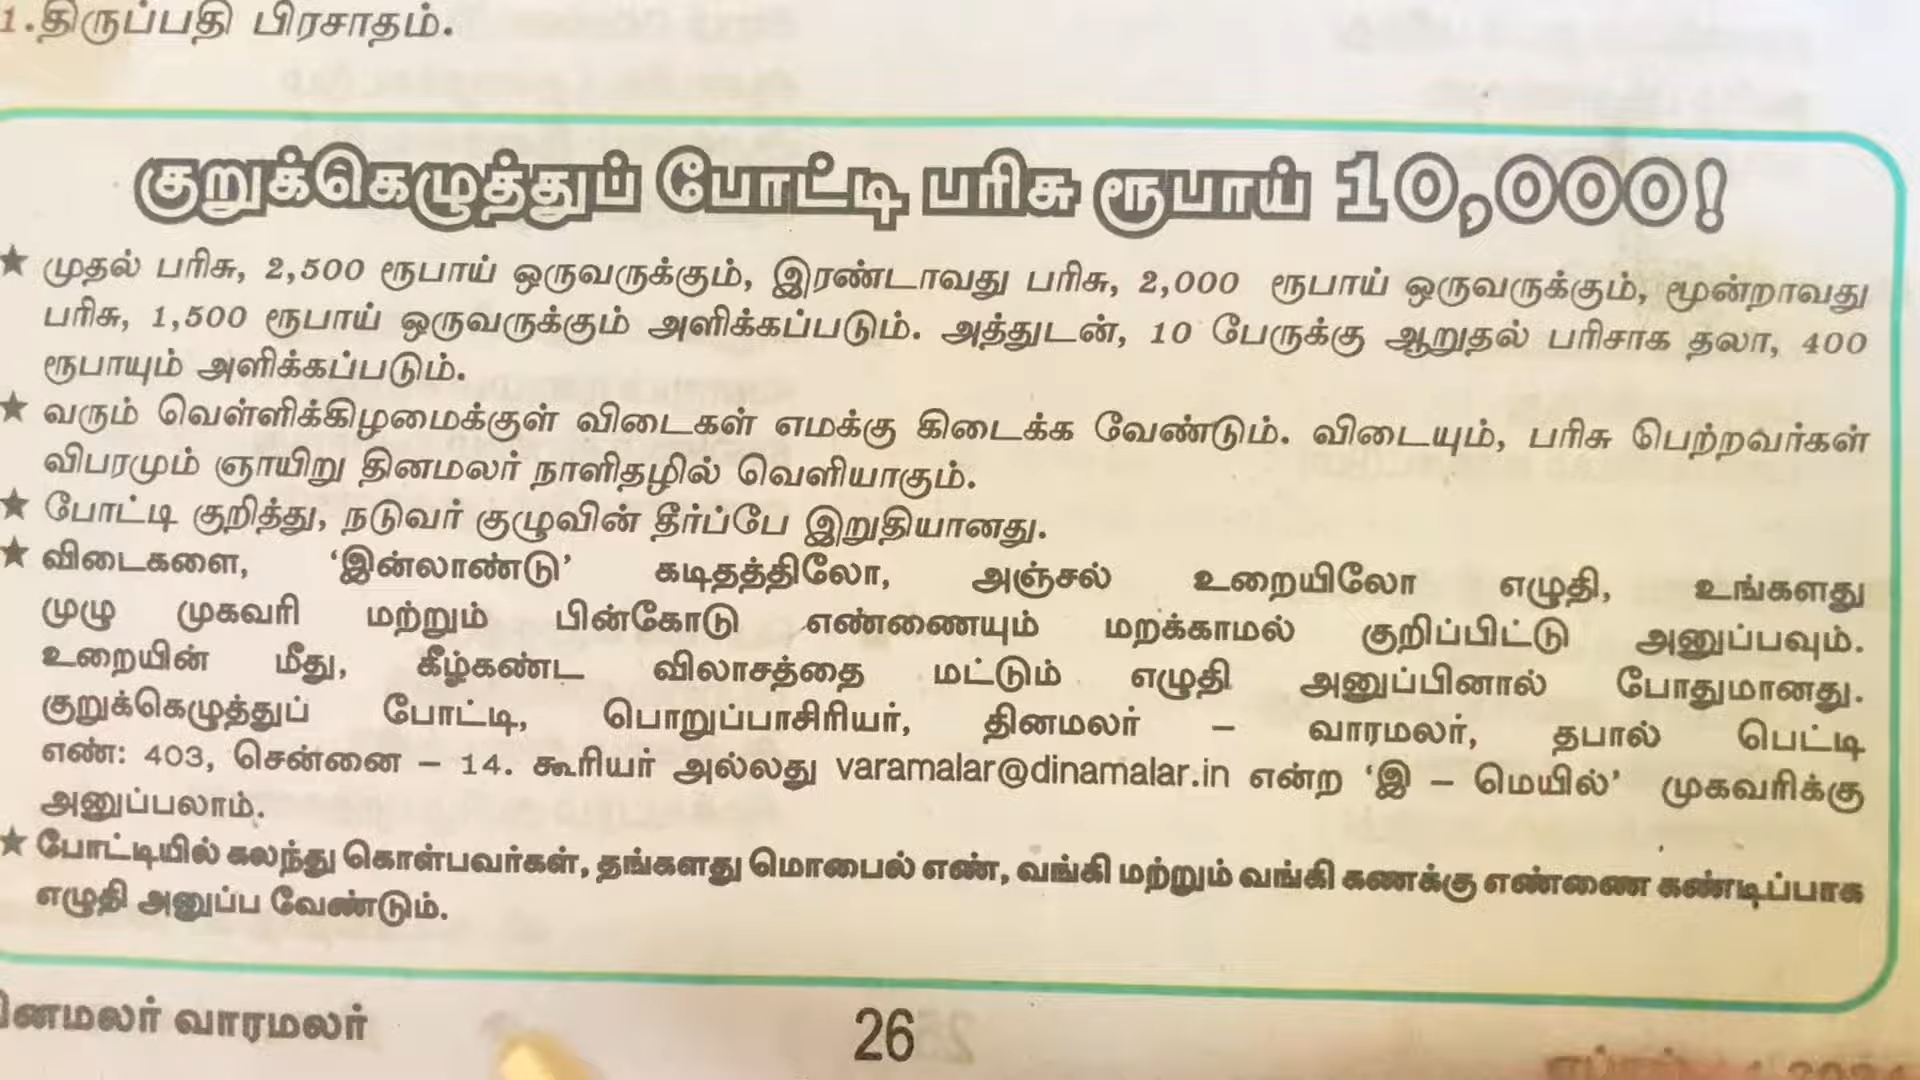 1.திருப்பதி பிரசாதம்.
குறுக்கெழுத்துப் போட்டி பரிசு ரூபாய் 10,000!
★ முதல் பரிசு, 2,500 ரூபாய் ஒருவருக்கும், இரண்டாவது பரிசு, 2,000 ரூபாய் ஒருவருக்கும், மூன்றாவது
பரிசு, 1,500 ரூபாய் ஒருவருக்கும் அளிக்கப்படும். அத்துடன், 10 பேருக்கு ஆறுதல் பரிசாக தலா, 400
ரூபாயும் அளிக்கப்படும்.
★ வரும் வெள்ளிக்கிழமைக்குள் விடைகள் எமக்கு கிடைக்க வேண்டும். விடையும், பரிசு பெற்றவர்கள்
விபரமும் ஞாயிறு தினமலர் நாளிதழில் வெளியாகும்.
★ போட்டி குறித்து, நடுவர் குழுவின் தீர்ப்பே இறுதியானது.
★ விடைகளை, ‘இன்லாண்டு’ கடிதத்திலோ, அஞ்சல் உறையிலோ எழுதி, உங்களது
முழு முகவரி மற்றும் பின்கோடு எண்ணையும் மறக்காமல் குறிப்பிட்டு அனுப்பவும்.
உறையின் மீது, கீழ்கண்ட விலாசத்தை மட்டும் எழுதி அனுப்பினால் போதுமானது.
குறுக்கெழுத்துப் போட்டி, பொறுப்பாசிரியர், தினமலர் – வாரமலர், தபால் பெட்டி
எண்: 403, சென்னை – 14. கூரியர் அல்லது varamalar@dinamalar.in என்ற ‘இ – மெயில்’ முகவரிக்கு
அனுப்பலாம்.
★ போட்டியில் கலந்து கொள்பவர்கள், தங்களது மொபைல் எண், வங்கி மற்றும் வங்கி கணக்கு எண்ணை கண்டிப்பாக
எழுதி அனுப்ப வேண்டும்.
வாரமலர்
26